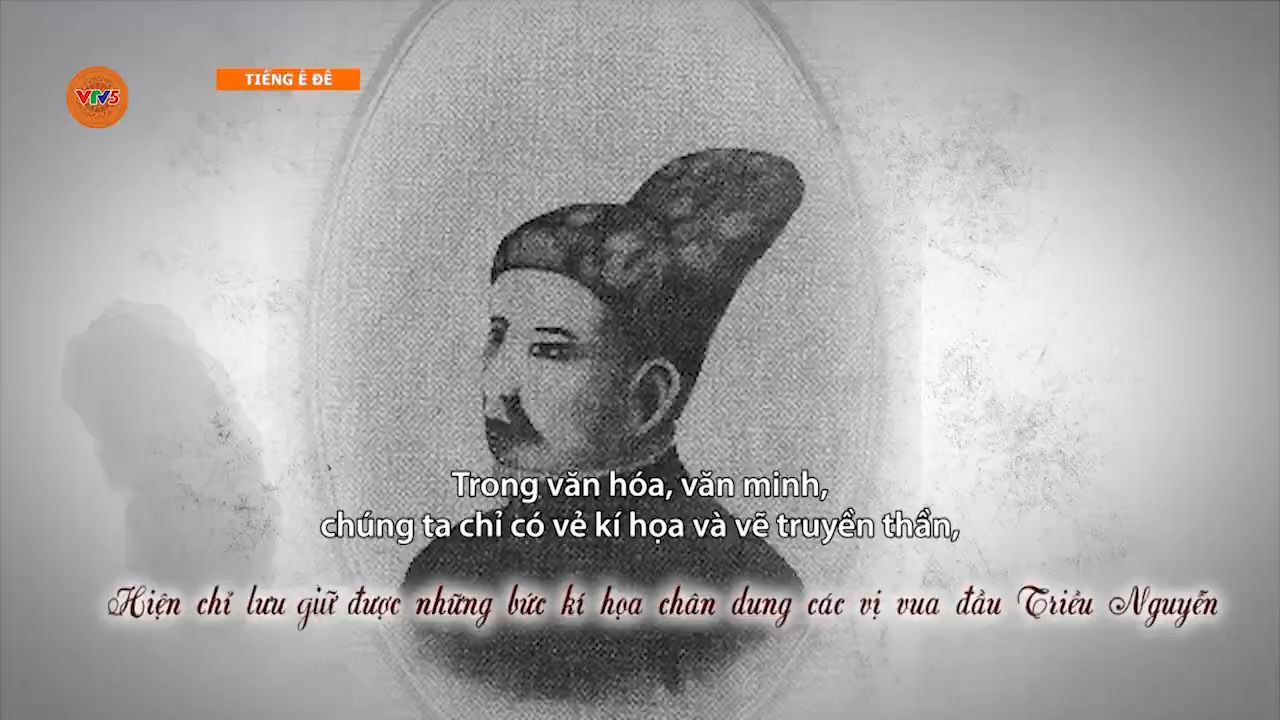 VTV5
TIẾNG Ê ĐÊ
Trong văn hóa, văn minh,
chúng ta chỉ có vẻ kí họa và vẽ truyền thần,
Hiện chỉ lưu giữ được những bức kí họa chân dung các vị vua đầu Triều Nguyễn